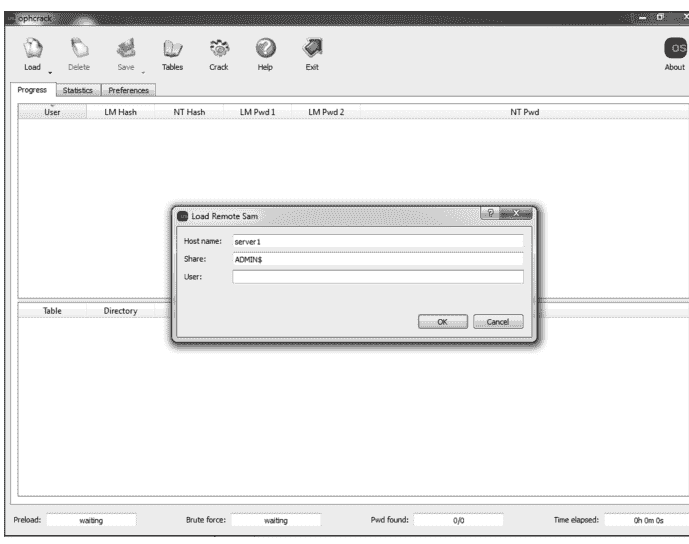 os ophcrack
Load Delete Save Tables Crack Help Exit
OS
About
Progress Statistics Preferences
User LM Hash NT Hash LM Pwd 1 LM Pwd 2 NT Pwd
Load Remote Sam
Host name: server1
Share: ADMIN$
User:
OK Cancel
Table Directory
Preload: waiting Brute force: waiting Pwd found: 0/0 Time elapsed: 0h 0m 0s